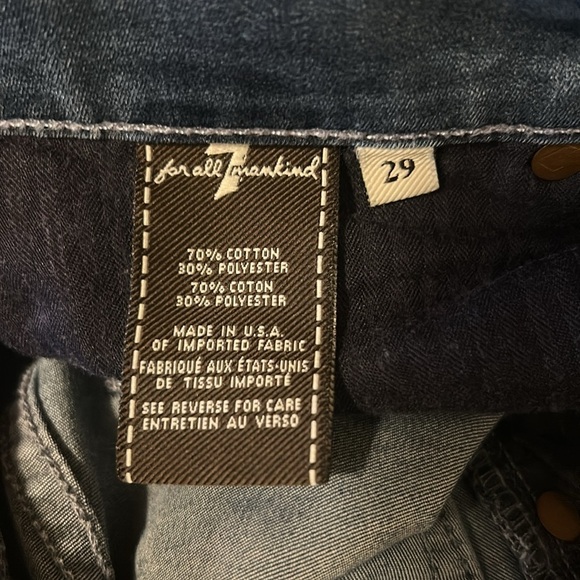 for all 7 mankind
29
70% COTTON
30% POLYESTER
70% COTON
30% POLYESTER
MADE IN U.S.A.
OF IMPORTED FABRIC
FABRIQUÉ AUX ÉTATS-UNIS
DE TISSU IMPORTÉ
SEE REVERSE FOR CARE
ENTRETIEN AU VERSO